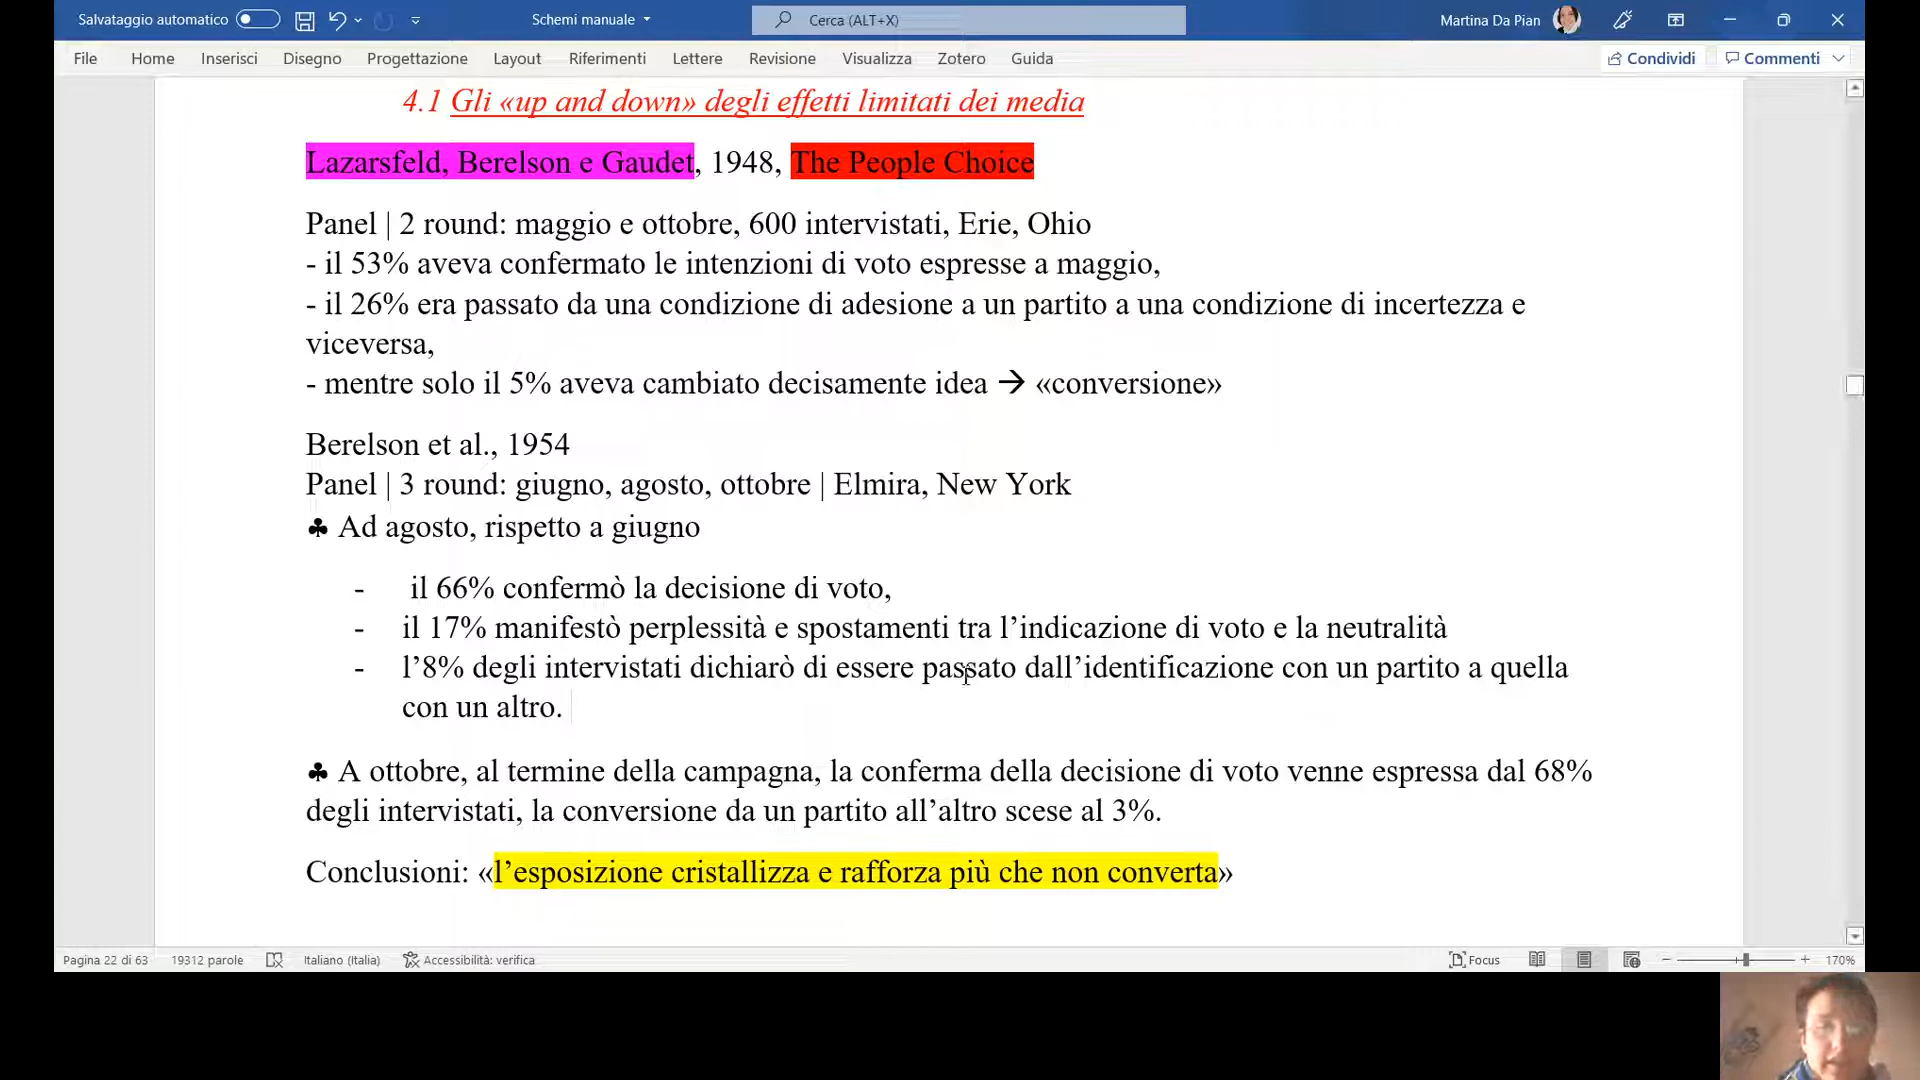 Salvataggio automatico
Schemi manuale
Cerca (ALT+X)
Martina Da Pian
File Home Inserisci Disegno Progettazione Layout Riferimenti Lettere Revisione Visualizza Zotero Guida Condividi Commenti
4.1 Gli «up and down» degli effetti limitati dei media
Lazarsfeld, Berelson e Gaudet, 1948, The People Choice
Panel | 2 round: maggio e ottobre, 600 intervistati, Erie, Ohio
- il 53% aveva confermato le intenzioni di voto espresse a maggio,
- il 26% era passato da una condizione di adesione a un partito a una condizione di incertezza e
viceversa,
- mentre solo il 5% aveva cambiato decisamente idea → «conversione»
Berelson et al., 1954
Panel | 3 round: giugno, agosto, ottobre | Elmira, New York
♣ Ad agosto, rispetto a giugno
- il 66% confermò la decisione di voto,
- il 17% manifestò perplessità e spostamenti tra l’indicazione di voto e la neutralità
- l’8% degli intervistati dichiarò di essere passato dall’identificazione con un partito a quella
con un altro.
♣ A ottobre, al termine della campagna, la conferma della decisione di voto venne espressa dal 68%
degli intervistati, la conversione da un partito all’altro scese al 3%.
Conclusioni: «l’esposizione cristallizza e rafforza più che non converta»
Pagina 22 di 63 19312 parole Italiano (Italia) Accessibilità: verifica Focus 170%